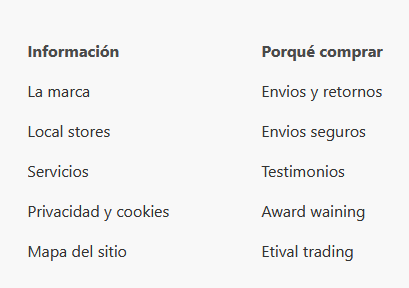 Información
La marca
Local stores
Servicios
Privacidad y cookies
Mapa del sitio
Porqué comprar
Envios y retornos
Envios seguros
Testimonios
Award waining
Etival trading